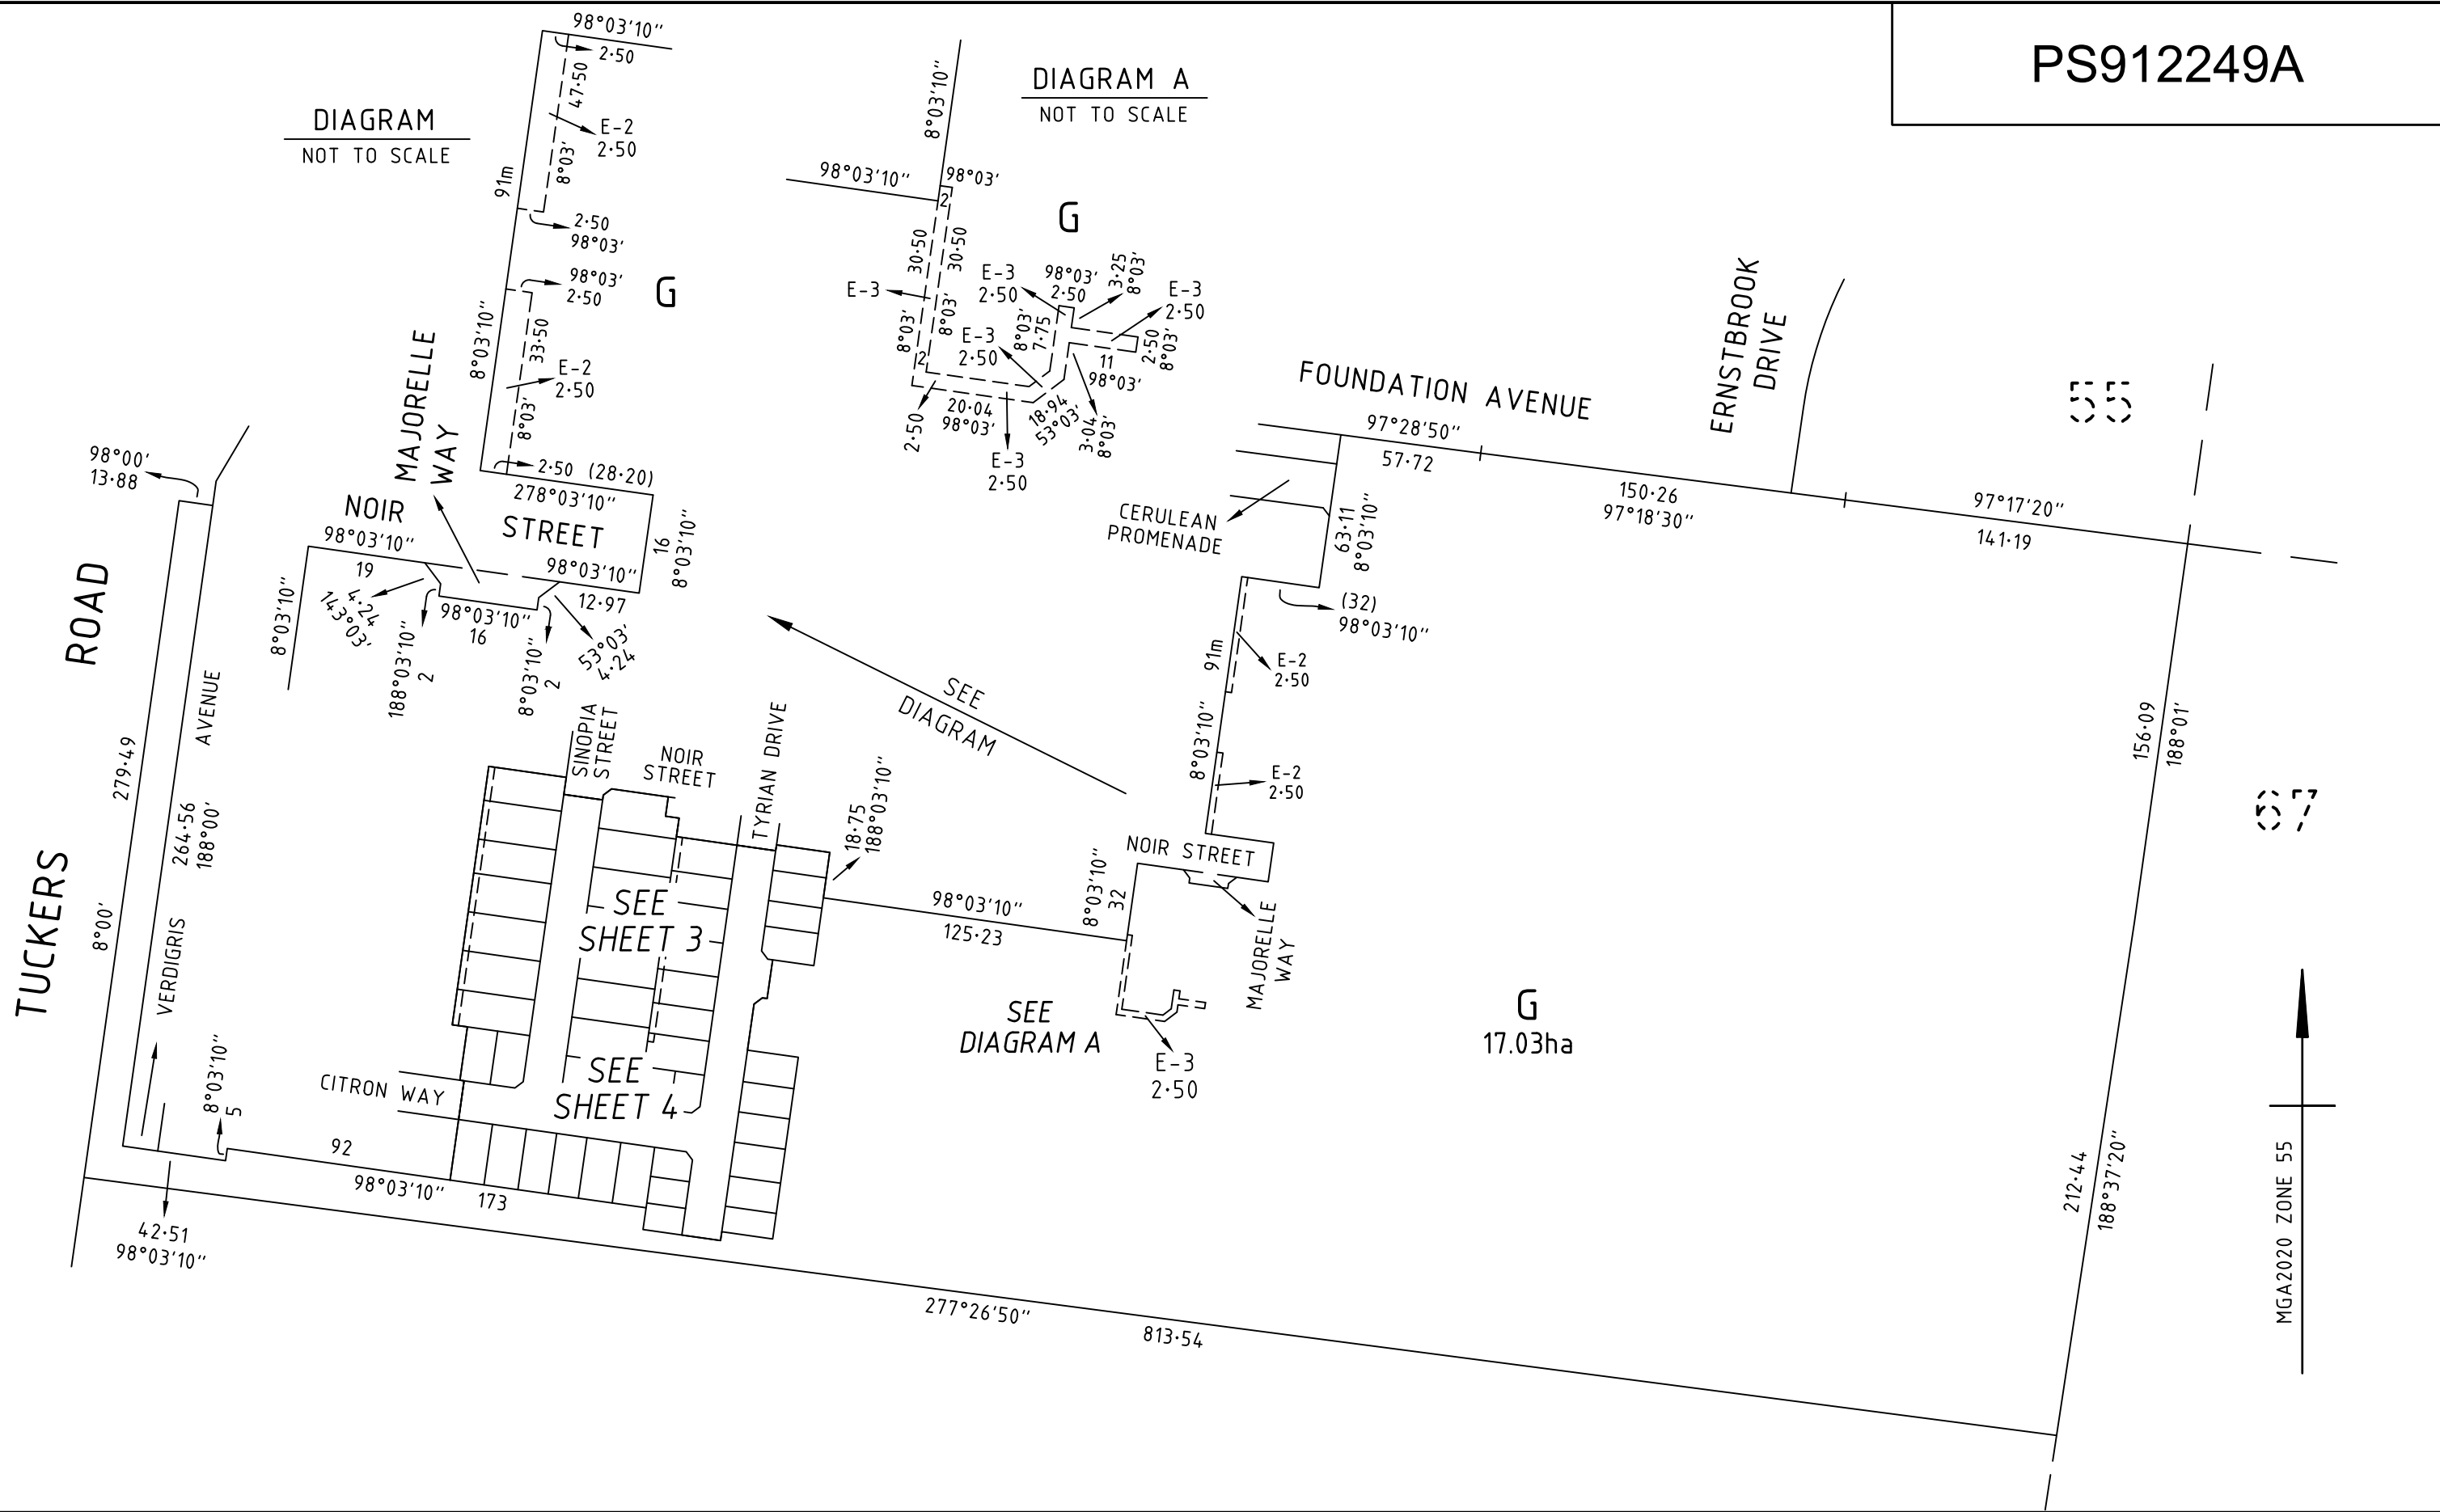 PS912249A
DIAGRAM
NOT TO SCALE
98°03'10"
2·50
47·50
E-2
2·50
8°03'
91m
2·50
98°03'
98°03'
2·50
G
8°03'10"
33·50
E-2
2·50
8°03'
2·50 (28·20)
278°03'10"
MAJORELLE
WAY
NOIR
STREET
98°03'10"
19
98°03'10"
12·97
16
8°03'10"
8°03'10"
4·24
143°03'
188°03'10"
2
98°03'10"
16
8°03'10"
2
53°03'
4·24
DIAGRAM A
NOT TO SCALE
8°03'10"
98°03'10"
98°03'
2
G
30·50
30·50
E-3
8°03'
8°03'
2
E-3
2·50
98°03'
2·50
3·25
8°03'
E-3
2·50
E-3
2·50
8°03'
7·75
2·50
8°03'
11
98°03'
2·50
20·04
98°03'
18·94
53°03'
3·04
8°03'
E-3
2·50
FOUNDATION AVENUE
97°28'50"
57·72
ERNSTBROOK
DRIVE
55
150·26
97°18'30"
97°17'20"
141·19
CERULEAN
PROMENADE
63·11
8°03'10"
(32)
98°03'10"
91m
E-2
2·50
8°03'10"
E-2
2·50
156·09
188°01'
67
98°00'
13·88
TUCKERS
ROAD
279·49
8°00'
264·56
188°00'
VERDIGRIS
AVENUE
SINOPIA
STREET
NOIR
STREET
TYRIAN DRIVE
18·75
188°03'10"
SEE
DIAGRAM
NOIR STREET
8°03'10"
32
98°03'10"
125·23
MAJORELLE
WAY
SEE
SHEET 3
SEE
SHEET 4
SEE
DIAGRAM A
E-3
2·50
G
17.03ha
CITRON WAY
8°03'10"
5
92
98°03'10"
173
42·51
98°03'10"
277°26'50"
813·54
212·44
188°37'20"
MGA2020 ZONE 55